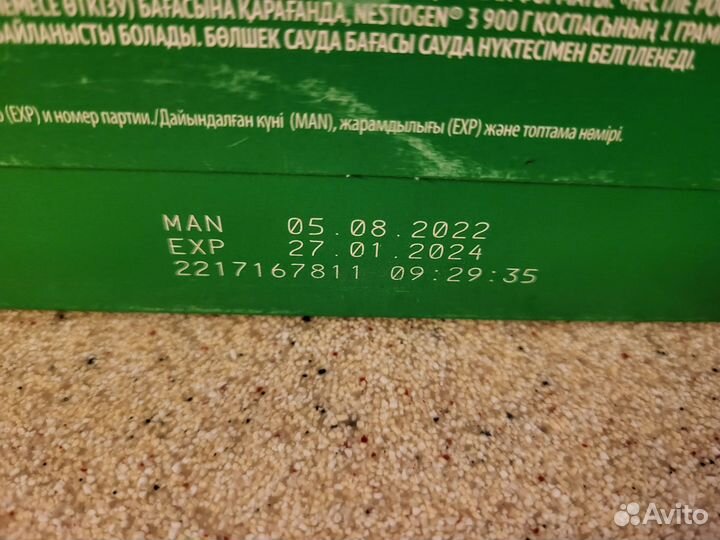 ЕМЕСЕ ӨТКІЗУ) БАҒАСЫНА ҚАРАҒАНДА, NESTOGEN® 3 900 Г ҚОСПАСЫНЫҢ 1 ГРАМ
БАЙЛАНЫСТЫ БОЛАДЫ. БӨЛШЕК САУДА БАҒАСЫ САУДА НҮКТЕСІМЕН БЕЛГІЛЕНЕДІ.
(EXP) и номер партии./Дайындалған күні (MAN), жарамдылығы (EXP) және топтама нөмірі.
MAN 05.08.2022
EXP 27.01.2024
2217167811 09:29:35
Avito